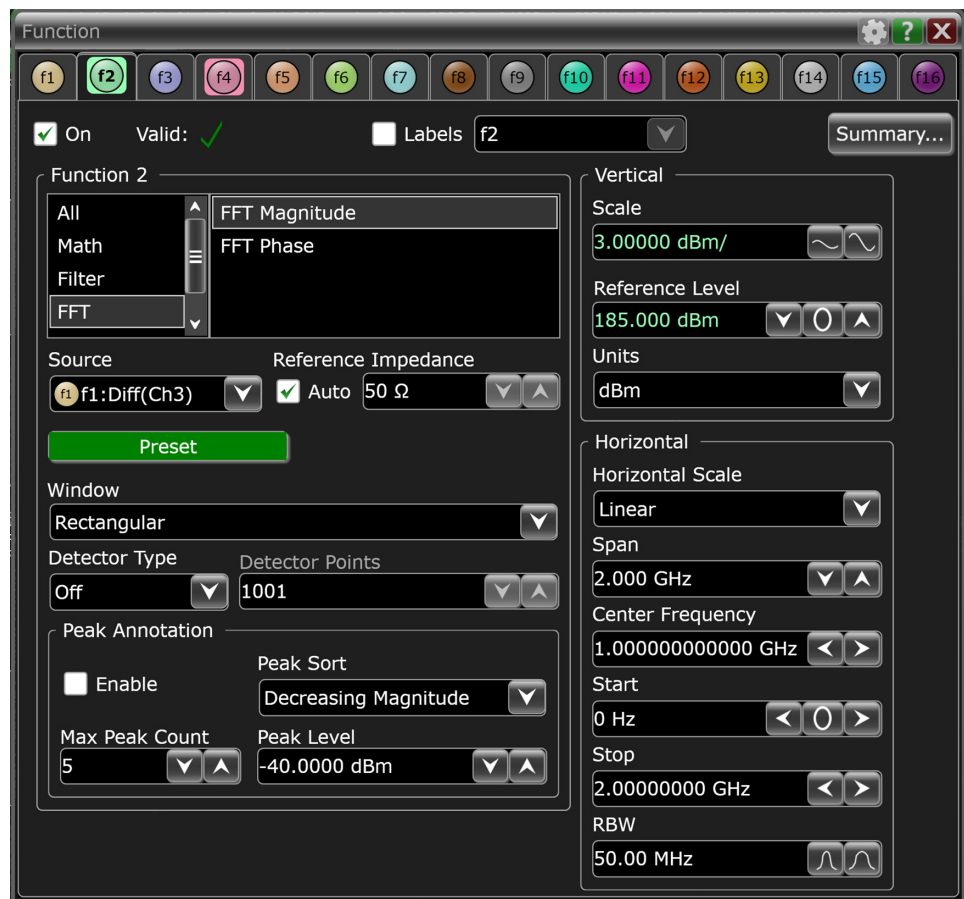 Function ?
f1 f2 f3 f4 f5 f6 f7 f8 f9 f10 f11 f12 f13 f14 f15 f16
On Valid: Labels f2 Summary...
Function 2
All
Math
Filter
FFT
FFT Magnitude
FFT Phase
Source
f1 f1:Diff(Ch3)
Reference Impedance
Auto 50 Ω
Preset
Window
Rectangular
Detector Type
Off
Detector Points
1001
Peak Annotation
Enable
Peak Sort
Decreasing Magnitude
Max Peak Count
5
Peak Level
-40.0000 dBm
Vertical
Scale
3.00000 dBm/
Reference Level
185.000 dBm 0
Units
dBm
Horizontal
Horizontal Scale
Linear
Span
2.000 GHz
Center Frequency
1.000000000000 GHz
Start
0 Hz 0
Stop
2.00000000 GHz
RBW
50.00 MHz